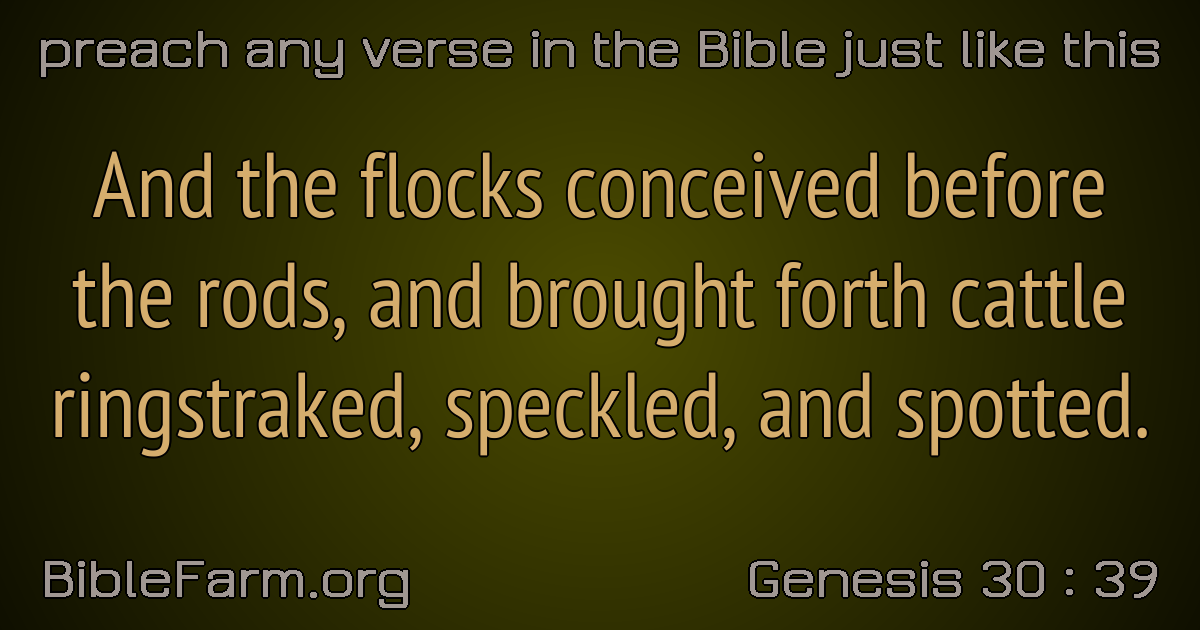 preach any verse in the Bible just like this
And the flocks conceived before
the rods, and brought forth cattle
ringstraked, speckled, and spotted.
BibleFarm.org
Genesis 30 : 39